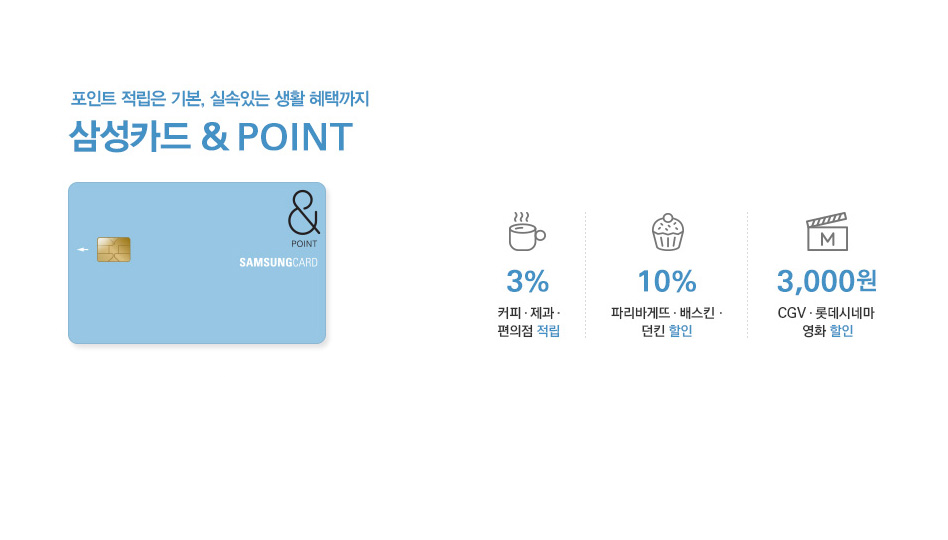 포인트 적립은 기본, 실속있는 생활 혜택까지
삼성카드 & POINT
&
POINT
SAMSUNGCARD
3%
커피 · 제과 ·
편의점 적립
10%
파리바게뜨 · 배스킨 ·
던킨 할인
M
3,000원
CGV · 롯데시네마
영화 할인